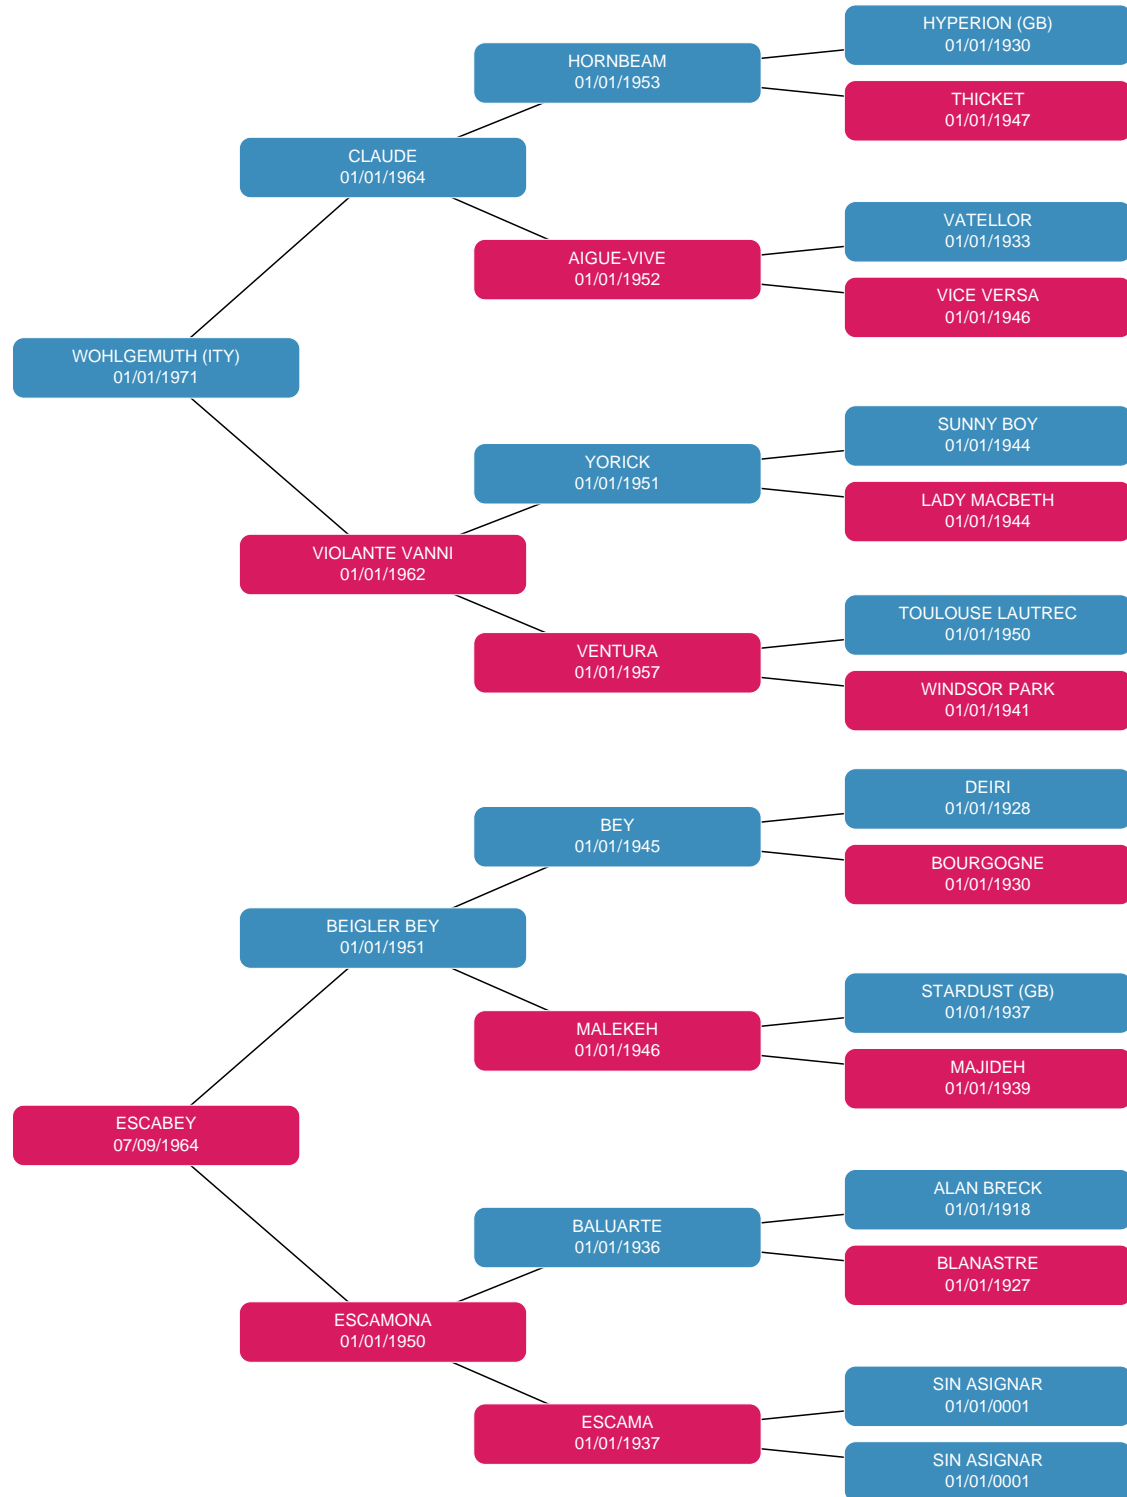 HYPERION (GB)
01/01/1930
HORNBEAM
01/01/1953
THICKET
01/01/1947
CLAUDE
01/01/1964
VATELLOR
01/01/1933
AIGUE-VIVE
01/01/1952
VICE VERSA
01/01/1946
WOHLGEMUTH (ITY)
01/01/1971
SUNNY BOY
01/01/1944
YORICK
01/01/1951
LADY MACBETH
01/01/1944
VIOLANTE VANNI
01/01/1962
TOULOUSE LAUTREC
01/01/1950
VENTURA
01/01/1957
WINDSOR PARK
01/01/1941
DEIRI
01/01/1928
BEY
01/01/1945
BOURGOGNE
01/01/1930
BEIGLER BEY
01/01/1951
STARDUST (GB)
01/01/1937
MALEKEH
01/01/1946
MAJIDEH
01/01/1939
ESCABEY
07/09/1964
ALAN BRECK
01/01/1918
BALUARTE
01/01/1936
BLANASTRE
01/01/1927
ESCAMONA
01/01/1950
SIN ASIGNAR
01/01/0001
ESCAMA
01/01/1937
SIN ASIGNAR
01/01/0001